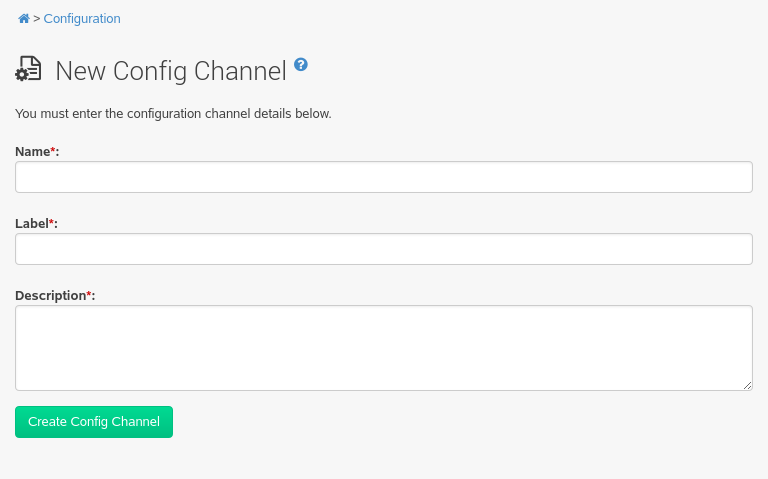 > Configuration
New Config Channel ?
You must enter the configuration channel details below.
Name*:
Label*:
Description*:
Create Config Channel